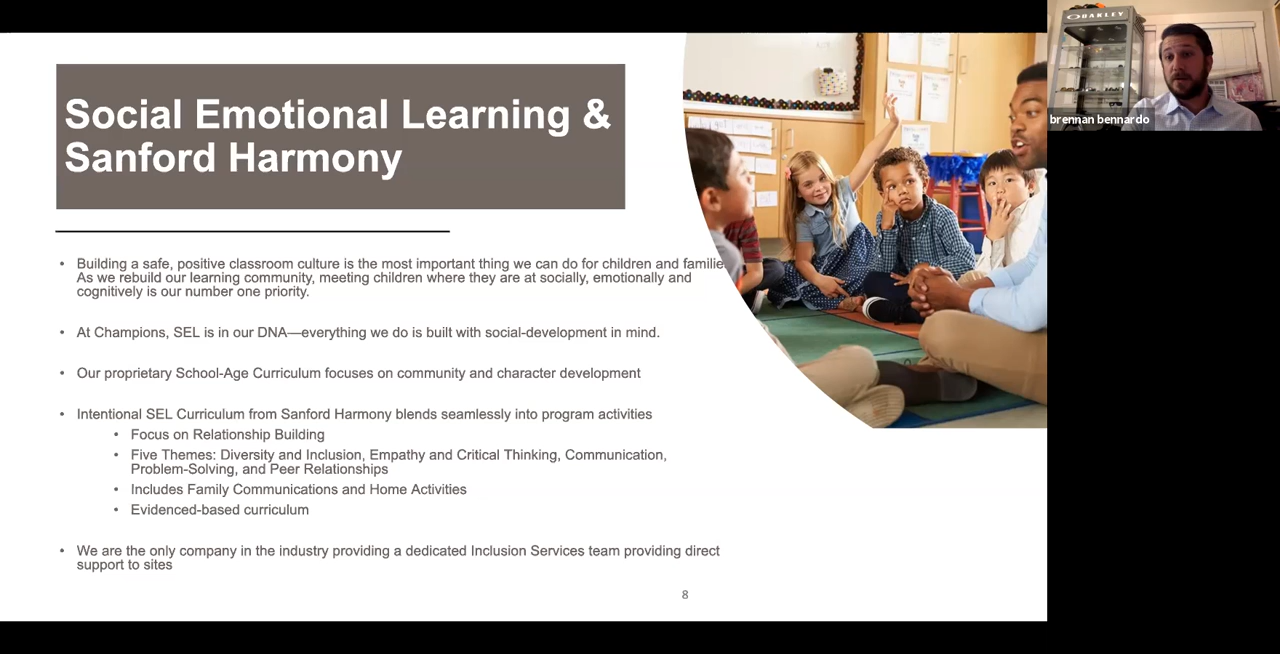 OAKLEY
brennan bennardo
Social Emotional Learning &
Sanford Harmony
• Building a safe, positive classroom culture is the most important thing we can do for children and familie
As we rebuild our learning community, meeting children where they are at socially, emotionally and
cognitively is our number one priority.
• At Champions, SEL is in our DNA—everything we do is built with social-development in mind.
• Our proprietary School-Age Curriculum focuses on community and character development
• Intentional SEL Curriculum from Sanford Harmony blends seamlessly into program activities
• Focus on Relationship Building
• Five Themes: Diversity and Inclusion, Empathy and Critical Thinking, Communication,
Problem-Solving, and Peer Relationships
• Includes Family Communications and Home Activities
• Evidenced-based curriculum
• We are the only company in the industry providing a dedicated Inclusion Services team providing direct
support to sites
8